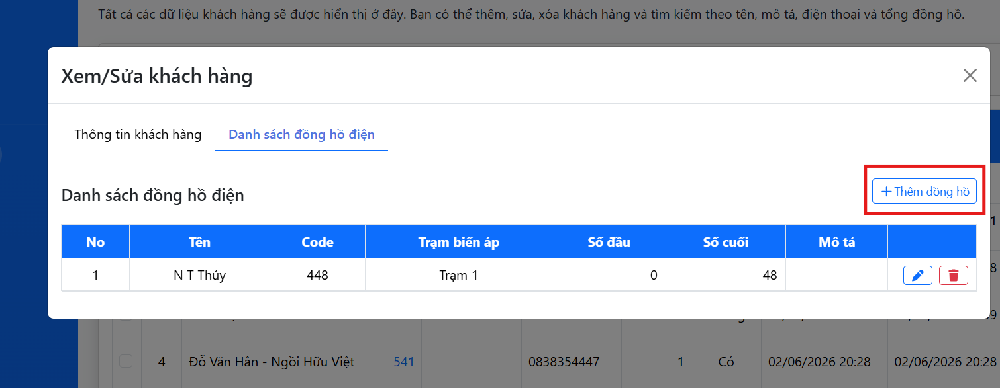 Tất cả các dữ liệu khách hàng sẽ được hiển thị ở đây. Bạn có thể thêm, sửa, xóa khách hàng và tìm kiếm theo tên, mô tả, điện thoại và tổng đồng hồ.
Xem/Sửa khách hàng
Thông tin khách hàng Danh sách đồng hồ điện
Danh sách đồng hồ điện
Thêm đồng hồ
No Tên Code Trạm biến áp Số đầu Số cuối Mô tả
1 N T Thủy 448 Trạm 1 0 48
4 Đỗ Văn Hân - Ngồi Hữu Việt 541 0838354447 1 Có 02/06/2026 20:28 02/06/2026 20:28